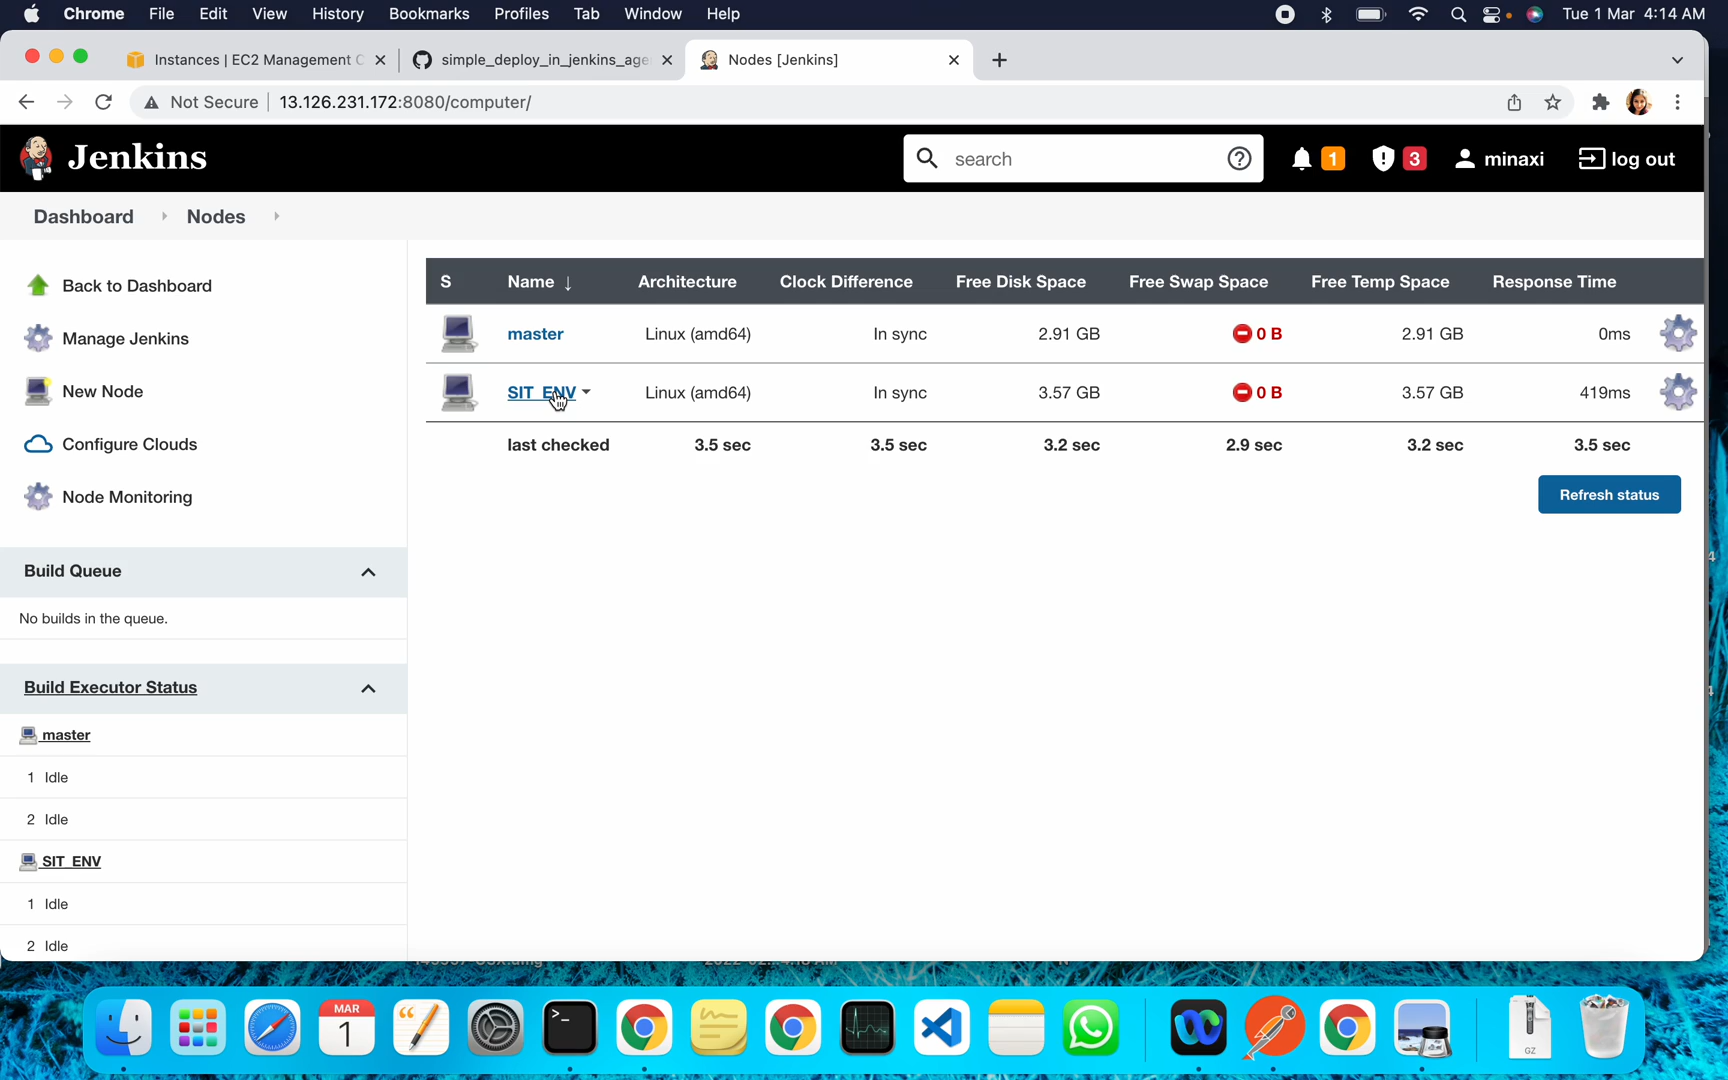 Chrome File Edit View History Bookmarks Profiles Tab Window Help Tue 1 Mar 4:14 AM
Instances | EC2 Management C simple_deploy_in_jenkins_age Nodes [Jenkins]
Not Secure 13.126.231.172:8080/computer/
Jenkins search 1 3 minaxi log out
Dashboard Nodes
Back to Dashboard
Manage Jenkins
New Node
Configure Clouds
Node Monitoring
Build Queue
No builds in the queue.
Build Executor Status
master
1 Idle
2 Idle
SIT_ENV
1 Idle
2 Idle
S Name ↓ Architecture Clock Difference Free Disk Space Free Swap Space Free Temp Space Response Time
master Linux (amd64) In sync 2.91 GB 0 B 2.91 GB 0ms
SIT_ENV Linux (amd64) In sync 3.57 GB 0 B 3.57 GB 419ms
last checked 3.5 sec 3.5 sec 3.2 sec 2.9 sec 3.2 sec 3.5 sec
Refresh status
MAR
1
GZ